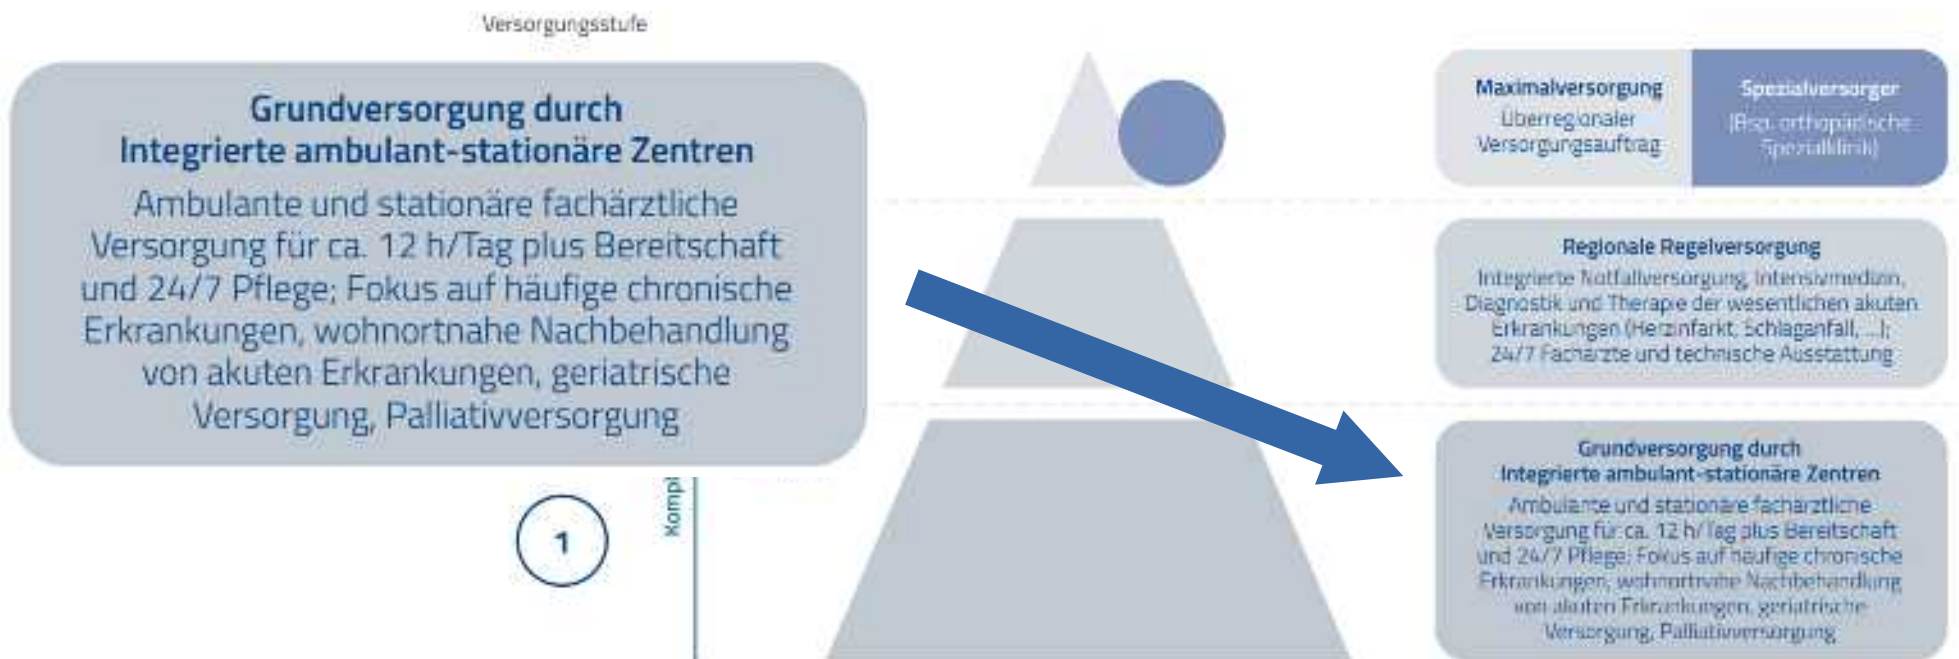 Versorgungsstufe
Grundversorgung durch
Integrierte ambulant-stationäre Zentren
Ambulante und stationäre fachärztliche
Versorgung für ca. 12 h/Tag plus Bereitschaft
und 24/7 Pflege; Fokus auf häufige chronische
Erkrankungen, wohnortnahe Nachbehandlung
von akuten Erkrankungen, geriatrische
Versorgung, Palliativversorgung
1
Kompl
Maximalversorgung
Überregionaler
Versorgungsauftrag
Spezialversorger
(Bsp. orthopädische
Spezialklinik)
Regionale Regelversorgung
Integrierte Notfallversorgung, Intensivmedizin,
Diagnostik und Therapie der wesentlichen akuten
Erkrankungen (Herzinfarkt, Schlaganfall, ...);
24/7 Fachärzte und technische Ausstattung
Grundversorgung durch
Integrierte ambulant-stationäre Zentren
Ambulante und stationäre fachärztliche
Versorgung für ca. 12 h/Tag plus Bereitschaft
und 24/7 Pflege; Fokus auf häufige chronische
Erkrankungen, wohnortnahe Nachbehandlung
von akuten Erkrankungen, geriatrische
Versorgung, Palliativversorgung